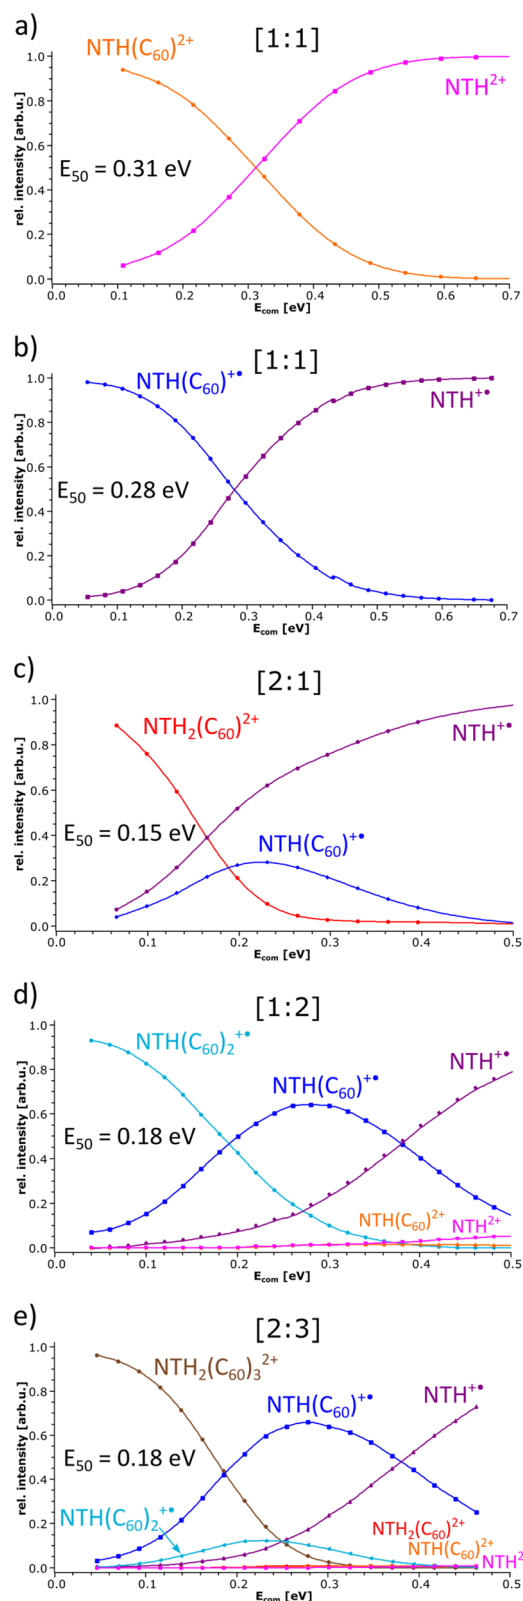 a)
[1:1]
NTH(C60)2+
NTH2+
E50 = 0.31 eV
rel. intensity [arb.u.]
1.0
0.8
0.6
0.4
0.2
0.0
0.0 0.1 0.2 0.3 0.4 0.5 0.6 0.7
Ecom [eV]
b)
[1:1]
NTH(C60)+•
NTH+•
E50 = 0.28 eV
rel. intensity [arb.u.]
1.0
0.8
0.6
0.4
0.2
0.0
0.0 0.1 0.2 0.3 0.4 0.5 0.6 0.7
Ecom [eV]
c)
[2:1]
NTH2(C60)2+
NTH+•
E50 = 0.15 eV
NTH(C60)+•
rel. intensity [arb.u.]
1.0
0.8
0.6
0.4
0.2
0.0
0.0 0.1 0.2 0.3 0.4 0.5
Ecom [eV]
d)
[1:2]
NTH(C60)2+•
NTH+•
NTH(C60)+•
E50 = 0.18 eV
NTH(C60)2+
NTH2+
rel. intensity [arb.u.]
1.0
0.8
0.6
0.4
0.2
0.0
0.0 0.1 0.2 0.3 0.4 0.5
Ecom [eV]
e)
[2:3]
NTH2(C60)32+
NTH(C60)+•
NTH+•
E50 = 0.18 eV
NTH(C60)2+•
NTH2(C60)2+
NTH(C60)2+
NTH2
rel. intensity [arb.u.]
1.0
0.8
0.6
0.4
0.2
0.0
0.0 0.1 0.2 0.3 0.4 0.5
Ecom [eV]